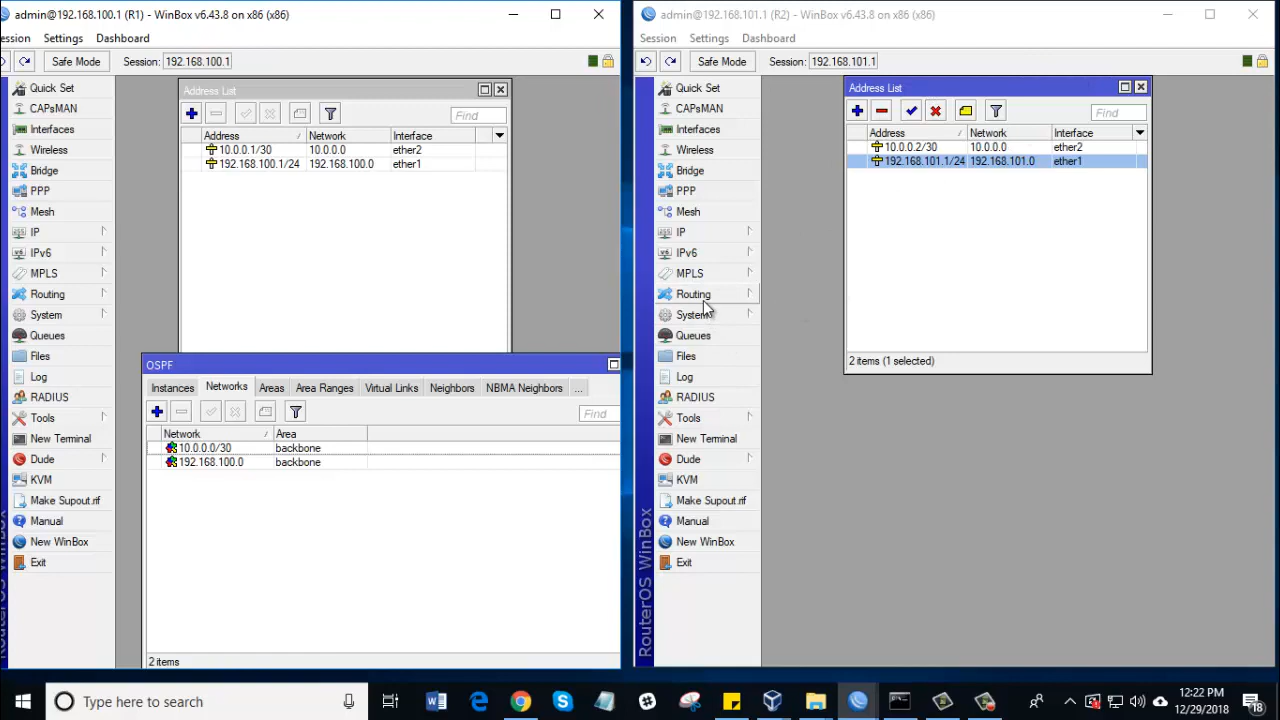 admin@192.168.100.1 (R1) - WinBox v6.43.8 on x86 (x86)
ession Settings Dashboard
Safe Mode Session: 192.168.100.1
Quick Set
CAPsMAN
Interfaces
Wireless
Bridge
PPP
Mesh
IP
IPv6
MPLS
Routing
System
Queues
Files
Log
RADIUS
Tools
New Terminal
Dude
KVM
Make Supout.rif
Manual
New WinBox
Exit
RouterOS WinBox
Address List
Find
Address Network Interface
10.0.0.1/30 10.0.0.0 ether2
192.168.100.1/24 192.168.100.0 ether1
OSPF
Instances Networks Areas Area Ranges Virtual Links Neighbors NBMA Neighbors ...
Find
Network Area
10.0.0.0/30 backbone
192.168.100.0 backbone
2 items
admin@192.168.101.1 (R2) - WinBox v6.43.8 on x86 (x86)
Session Settings Dashboard
Safe Mode Session: 192.168.101.1
Quick Set
CAPsMAN
Interfaces
Wireless
Bridge
PPP
Mesh
IP
IPv6
MPLS
Routing
System
Queues
Files
Log
RADIUS
Tools
New Terminal
Dude
KVM
Make Supout.rif
Manual
New WinBox
Exit
RouterOS WinBox
Address List
Find
Address Network Interface
10.0.0.2/30 10.0.0.0 ether2
192.168.101.1/24 192.168.101.0 ether1
2 items (1 selected)
Type here to search
12:22 PM
12/29/2018
18